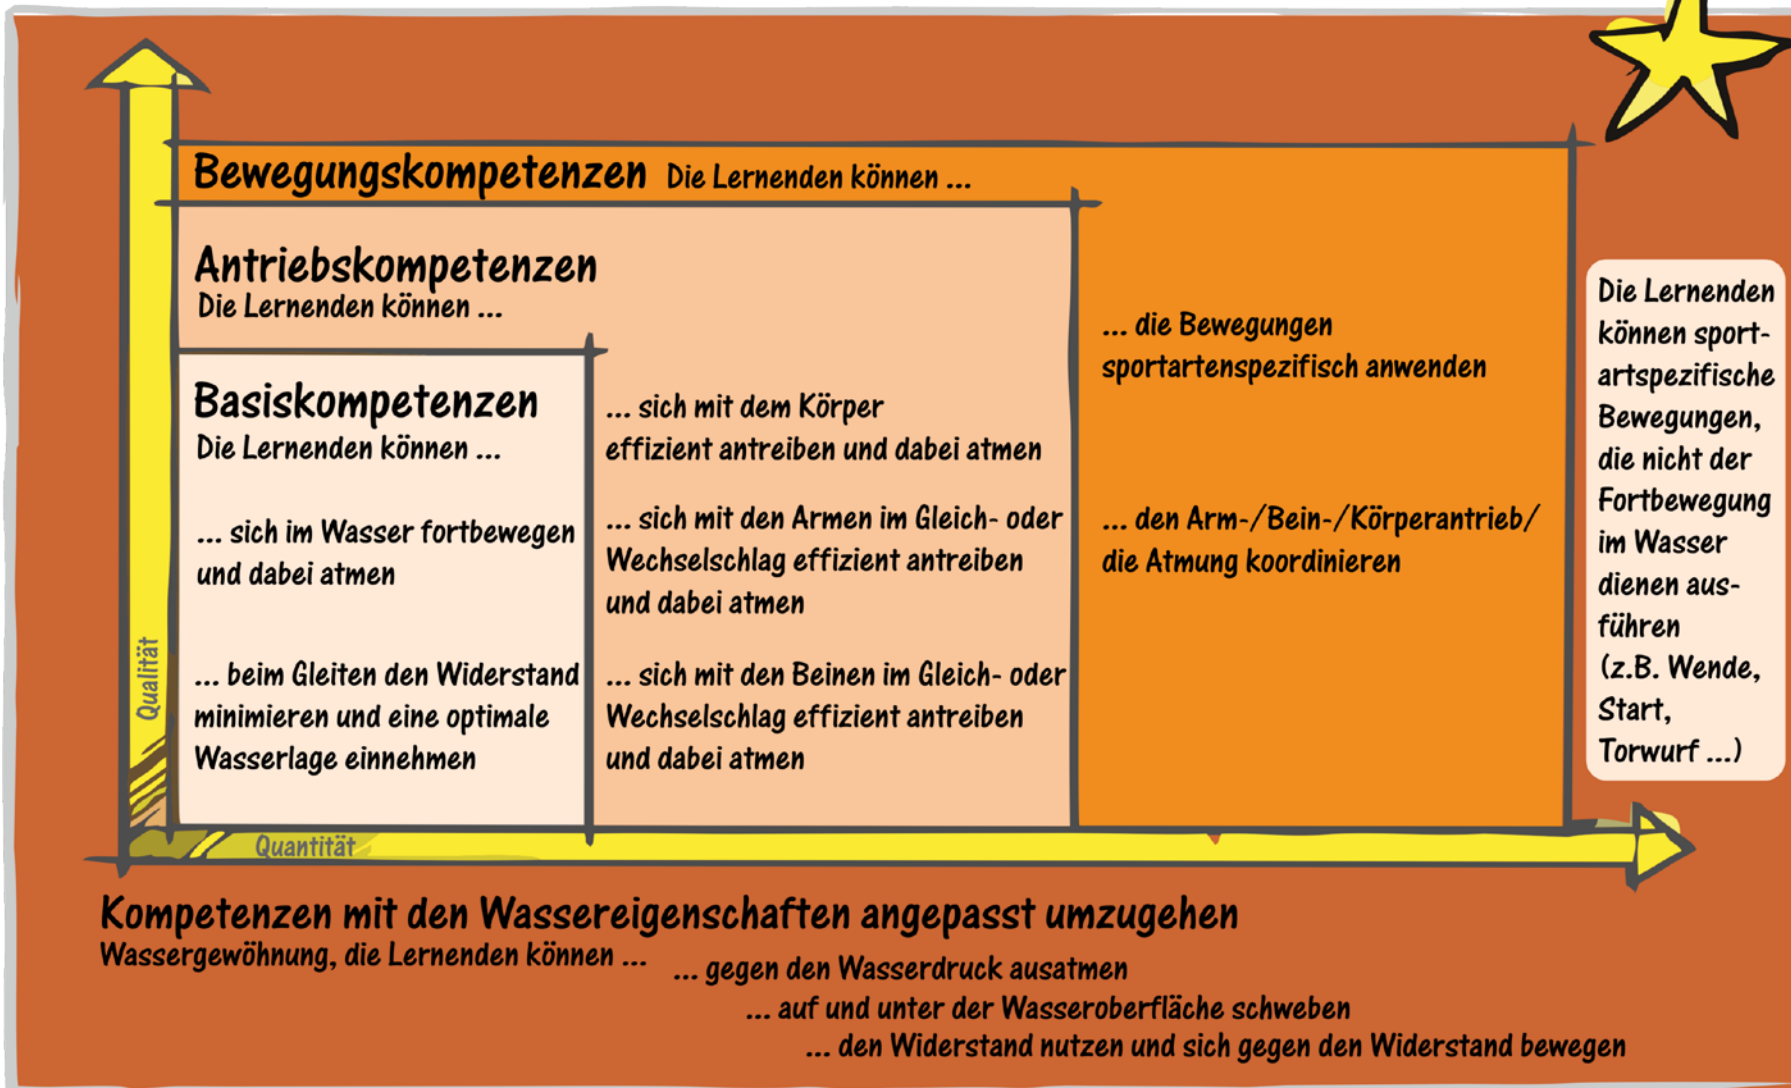 Bewegungskompetenzen Die Lernenden können ...
Antriebskompetenzen
Die Lernenden können ...
Basiskompetenzen
Die Lernenden können ...
... sich im Wasser fortbewegen
und dabei atmen
... beim Gleiten den Widerstand
minimieren und eine optimale
Wasserlage einnehmen
... sich mit dem Körper
effizient antreiben und dabei atmen
... sich mit den Armen im Gleich- oder
Wechselschlag effizient antreiben
und dabei atmen
... sich mit den Beinen im Gleich- oder
Wechselschlag effizient antreiben
und dabei atmen
... die Bewegungen
sportartenspezifisch anwenden
... den Arm-/Bein-/Körperantrieb/
die Atmung koordinieren
Die Lernenden
können sport-
artspezifische
Bewegungen,
die nicht der
Fortbewegung
im Wasser
dienen aus-
führen
(z.B. Wende,
Start,
Torwurf ...)
Qualität
Quantität
Kompetenzen mit den Wassereigenschaften angepasst umzugehen
Wassergewöhnung, die Lernenden können ...
... gegen den Wasserdruck ausatmen
... auf und unter der Wasseroberfläche schweben
... den Widerstand nutzen und sich gegen den Widerstand bewegen